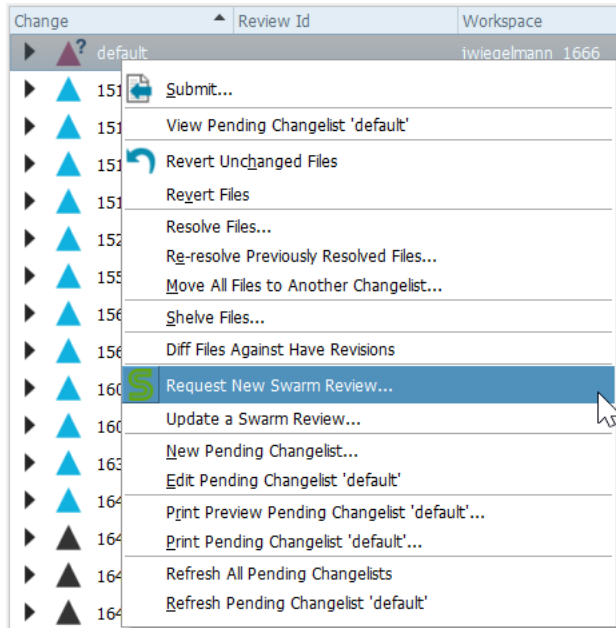 Change Review Id Workspace
? default jwiegelmann_1666
Submit...
151
View Pending Changelist 'default'
151
Revert Unchanged Files
151
Revert Files
151
Resolve Files...
152
Re-resolve Previously Resolved Files...
155
Move All Files to Another Changelist...
156
Shelve Files...
156
Diff Files Against Have Revisions
160
Request New Swarm Review...
160
Update a Swarm Review...
163
New Pending Changelist...
164
Edit Pending Changelist 'default'
164
Print Preview Pending Changelist 'default'...
Print Pending Changelist 'default'...
164
Refresh All Pending Changelists
164
Refresh Pending Changelist 'default'